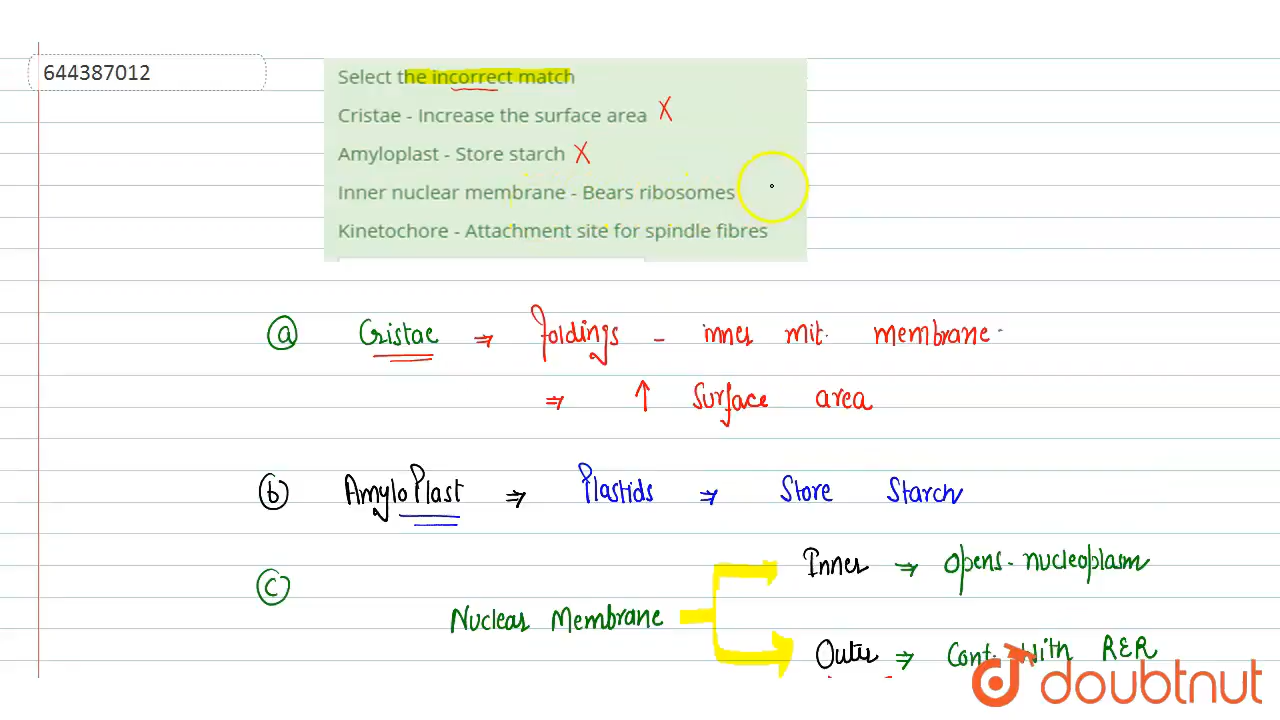 644387012
Select the incorrect match
Cristae - Increase the surface area X
Amyloplast - Store starch X
Inner nuclear membrane - Bears ribosomes
Kinetochore - Attachment site for spindle fibres
ⓐ Cristae ⇒ foldings - inner mit. membrane -
⇒ ↑ Surface area
ⓑ AmyloPlast ⇒ Plastids ⇒ Store Starch
Inner ⇒ Opens. nucleoplasm
ⓒ
Nuclear Membrane
Outer ⇒ Cont. With RER
doubtnut